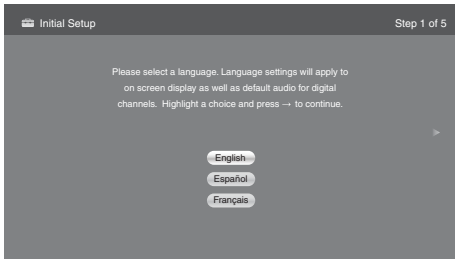 Initial Setup
Step 1 of 5
Please select a language. Language settings will apply to
on screen display as well as default audio for digital
channels. Highlight a choice and press → to continue.
English
Español
Français